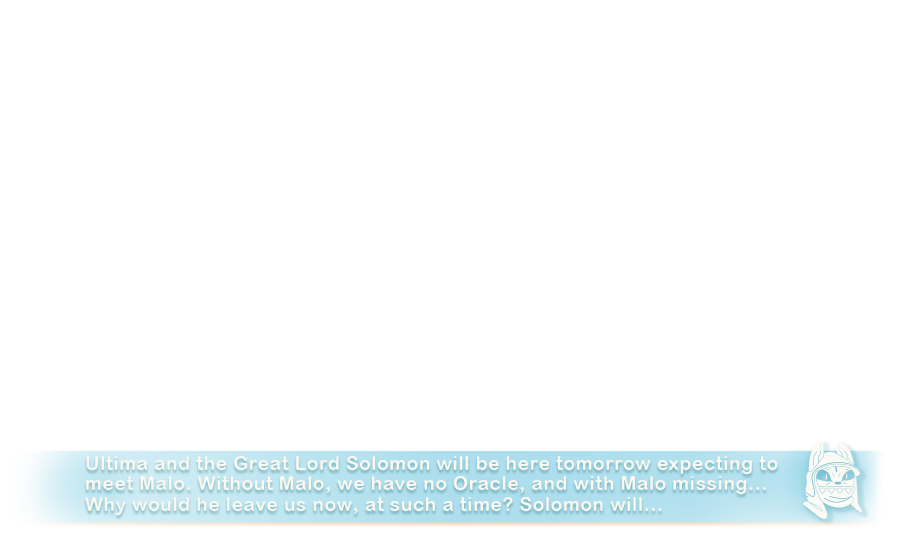 Ultima and the Great Lord Solomon will be here tomorrow expecting to
meet Malo. Without Malo, we have no Oracle, and with Malo missing...
Why would he leave us now, at such a time? Solomon will...